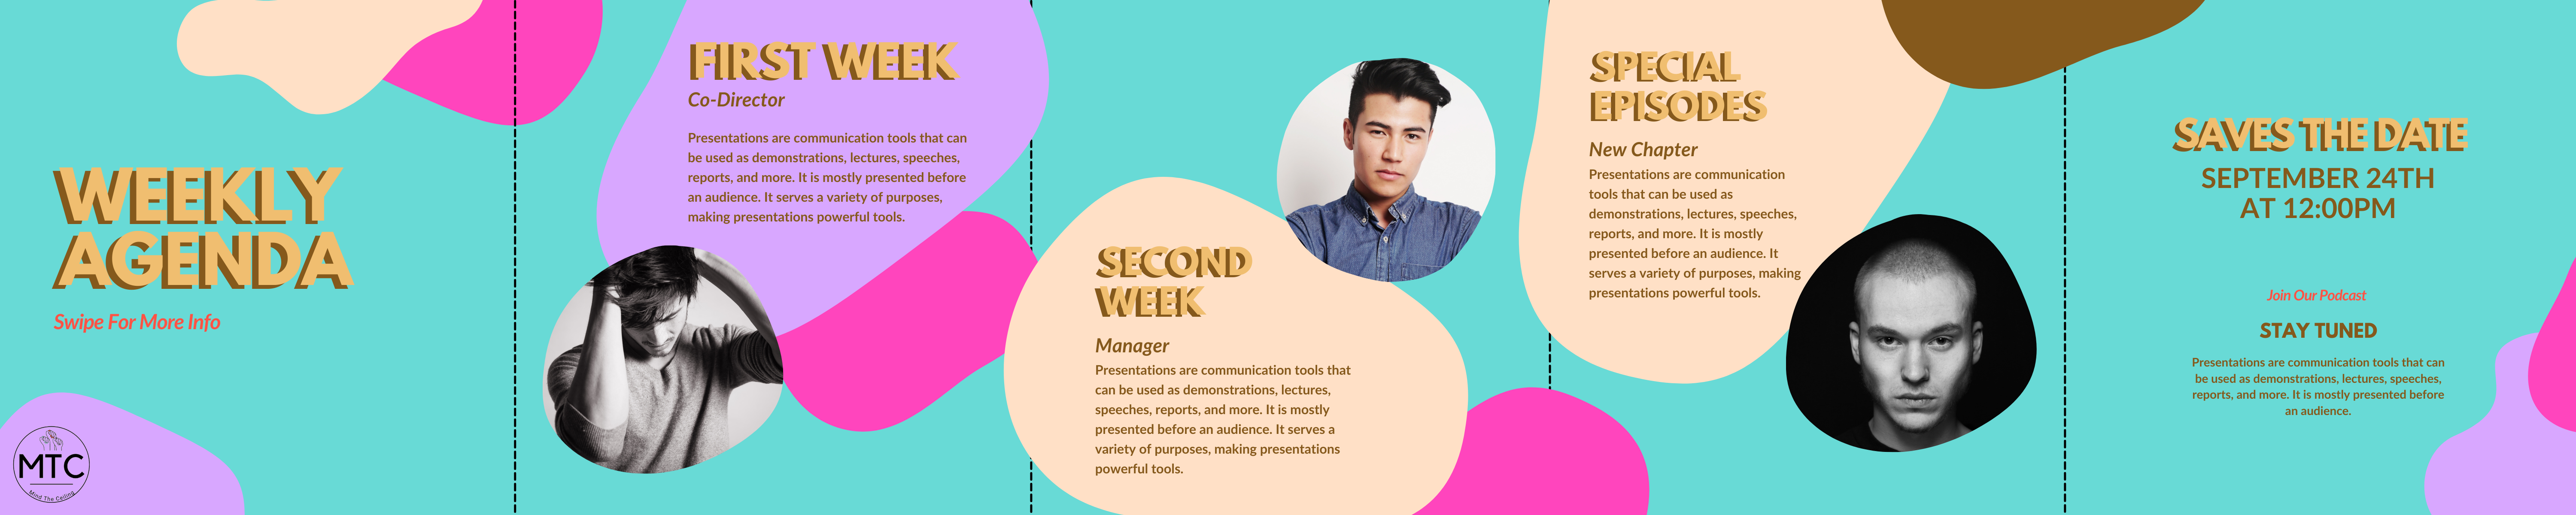 WEEKLY
AGENDA
Swipe For More Info
MTC
Mind The Ceiling
FIRST WEEK
Co-Director
Presentations are communication tools that can
be used as demonstrations, lectures, speeches,
reports, and more. It is mostly presented before
an audience. It serves a variety of purposes,
making presentations powerful tools.
SECOND
WEEK
Manager
Presentations are communication tools that
can be used as demonstrations, lectures,
speeches, reports, and more. It is mostly
presented before an audience. It serves a
variety of purposes, making presentations
powerful tools.
SPECIAL
EPISODES
New Chapter
Presentations are communication
tools that can be used as
demonstrations, lectures, speeches,
reports, and more. It is mostly
presented before an audience. It
serves a variety of purposes, making
presentations powerful tools.
SAVES THE DATE
SEPTEMBER 24TH
AT 12:00PM
Join Our Podcast
STAY TUNED
Presentations are communication tools that can
be used as demonstrations, lectures, speeches,
reports, and more. It is mostly presented before
an audience.